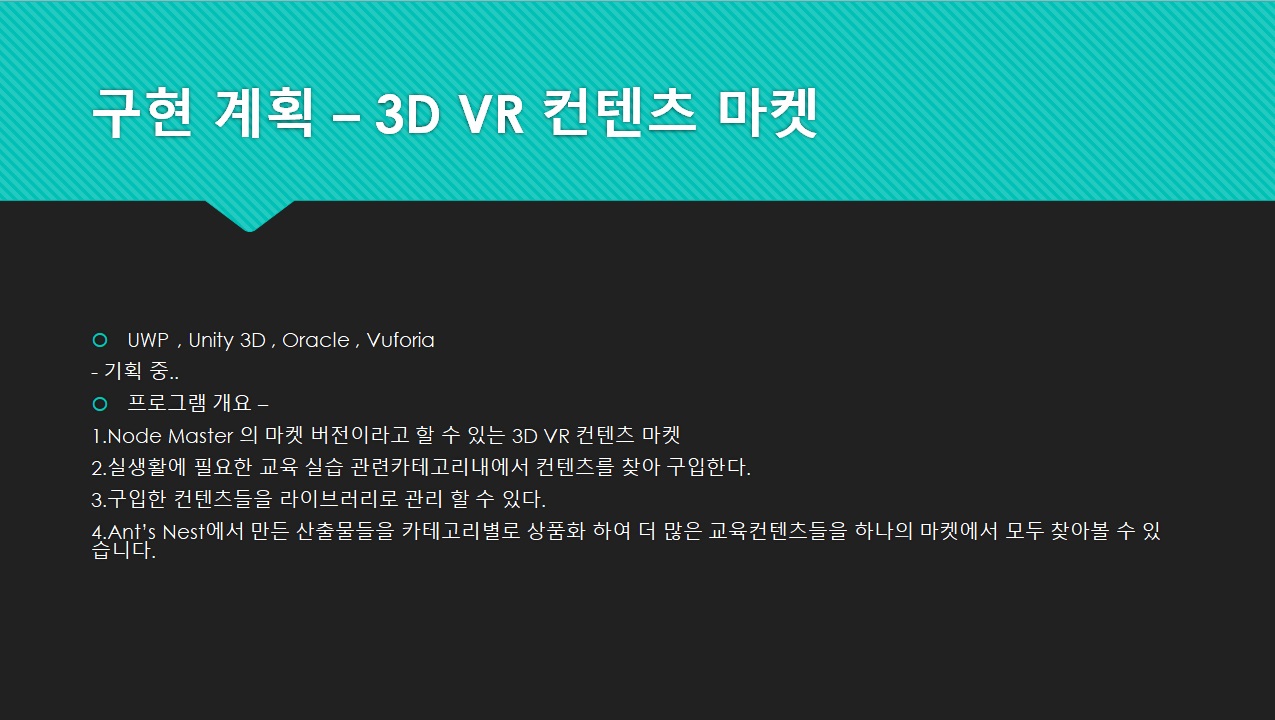 구현 계획 – 3D VR 컨텐츠 마켓
UWP , Unity 3D , Oracle , Vuforia
- 기획 중..
프로그램 개요 –
1.Node Master 의 마켓 버전이라고 할 수 있는 3D VR 컨텐츠 마켓
2.실생활에 필요한 교육 실습 관련카테고리내에서 컨텐츠를 찾아 구입한다.
3.구입한 컨텐츠들을 라이브러리로 관리 할 수 있다.
4.Ant’s Nest에서 만든 산출물들을 카테고리별로 상품화 하여 더 많은 교육컨텐츠들을 하나의 마켓에서 모두 찾아볼 수 있
습니다.